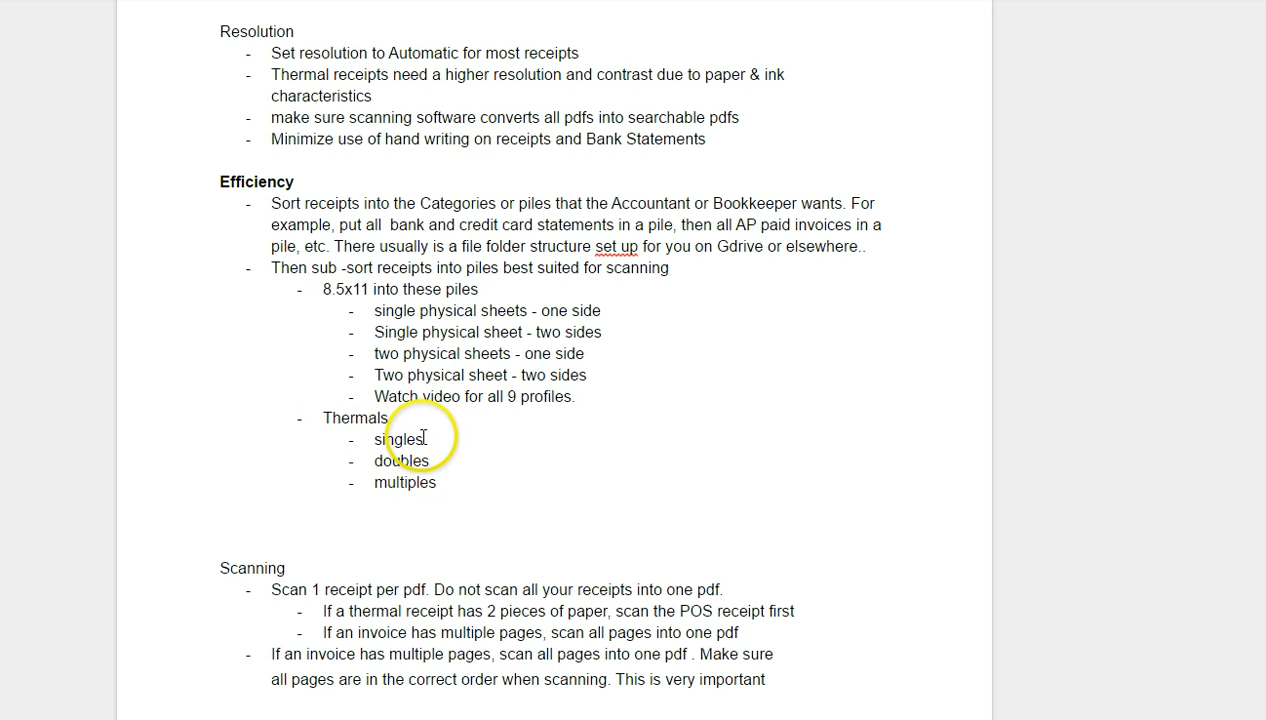 Resolution
- Set resolution to Automatic for most receipts
- Thermal receipts need a higher resolution and contrast due to paper & ink
characteristics
- make sure scanning software converts all pdfs into searchable pdfs
- Minimize use of hand writing on receipts and Bank Statements
Efficiency
- Sort receipts into the Categories or piles that the Accountant or Bookkeeper wants. For
example, put all  bank and credit card statements in a pile, then all AP paid invoices in a
pile, etc. There usually is a file folder structure set up for you on Gdrive or elsewhere..
- Then sub -sort receipts into piles best suited for scanning
- 8.5x11 into these piles
- single physical sheets - one side
- Single physical sheet - two sides
- two physical sheets - one side
- Two physical sheet - two sides
- Watch video for all 9 profiles.
- Thermals
- singles
- doubles
- multiples
Scanning
- Scan 1 receipt per pdf. Do not scan all your receipts into one pdf.
- If a thermal receipt has 2 pieces of paper, scan the POS receipt first
- If an invoice has multiple pages, scan all pages into one pdf
- If an invoice has multiple pages, scan all pages into one pdf . Make sure
all pages are in the correct order when scanning. This is very important